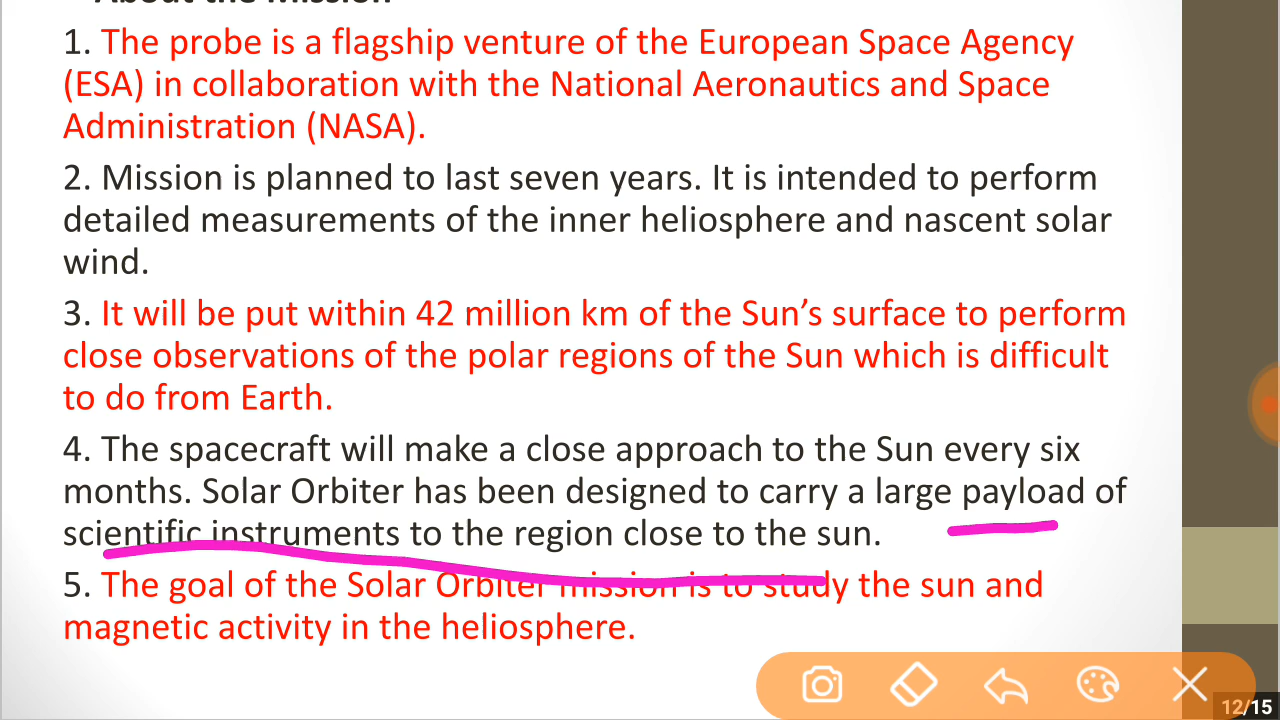 About the Mission
1. The probe is a flagship venture of the European Space Agency
(ESA) in collaboration with the National Aeronautics and Space
Administration (NASA).
2. Mission is planned to last seven years. It is intended to perform
detailed measurements of the inner heliosphere and nascent solar
wind.
3. It will be put within 42 million km of the Sun’s surface to perform
close observations of the polar regions of the Sun which is difficult
to do from Earth.
4. The spacecraft will make a close approach to the Sun every six
months. Solar Orbiter has been designed to carry a large payload of
scientific instruments to the region close to the sun.
5. The goal of the Solar Orbiter mission is to study the sun and
magnetic activity in the heliosphere.
12/15